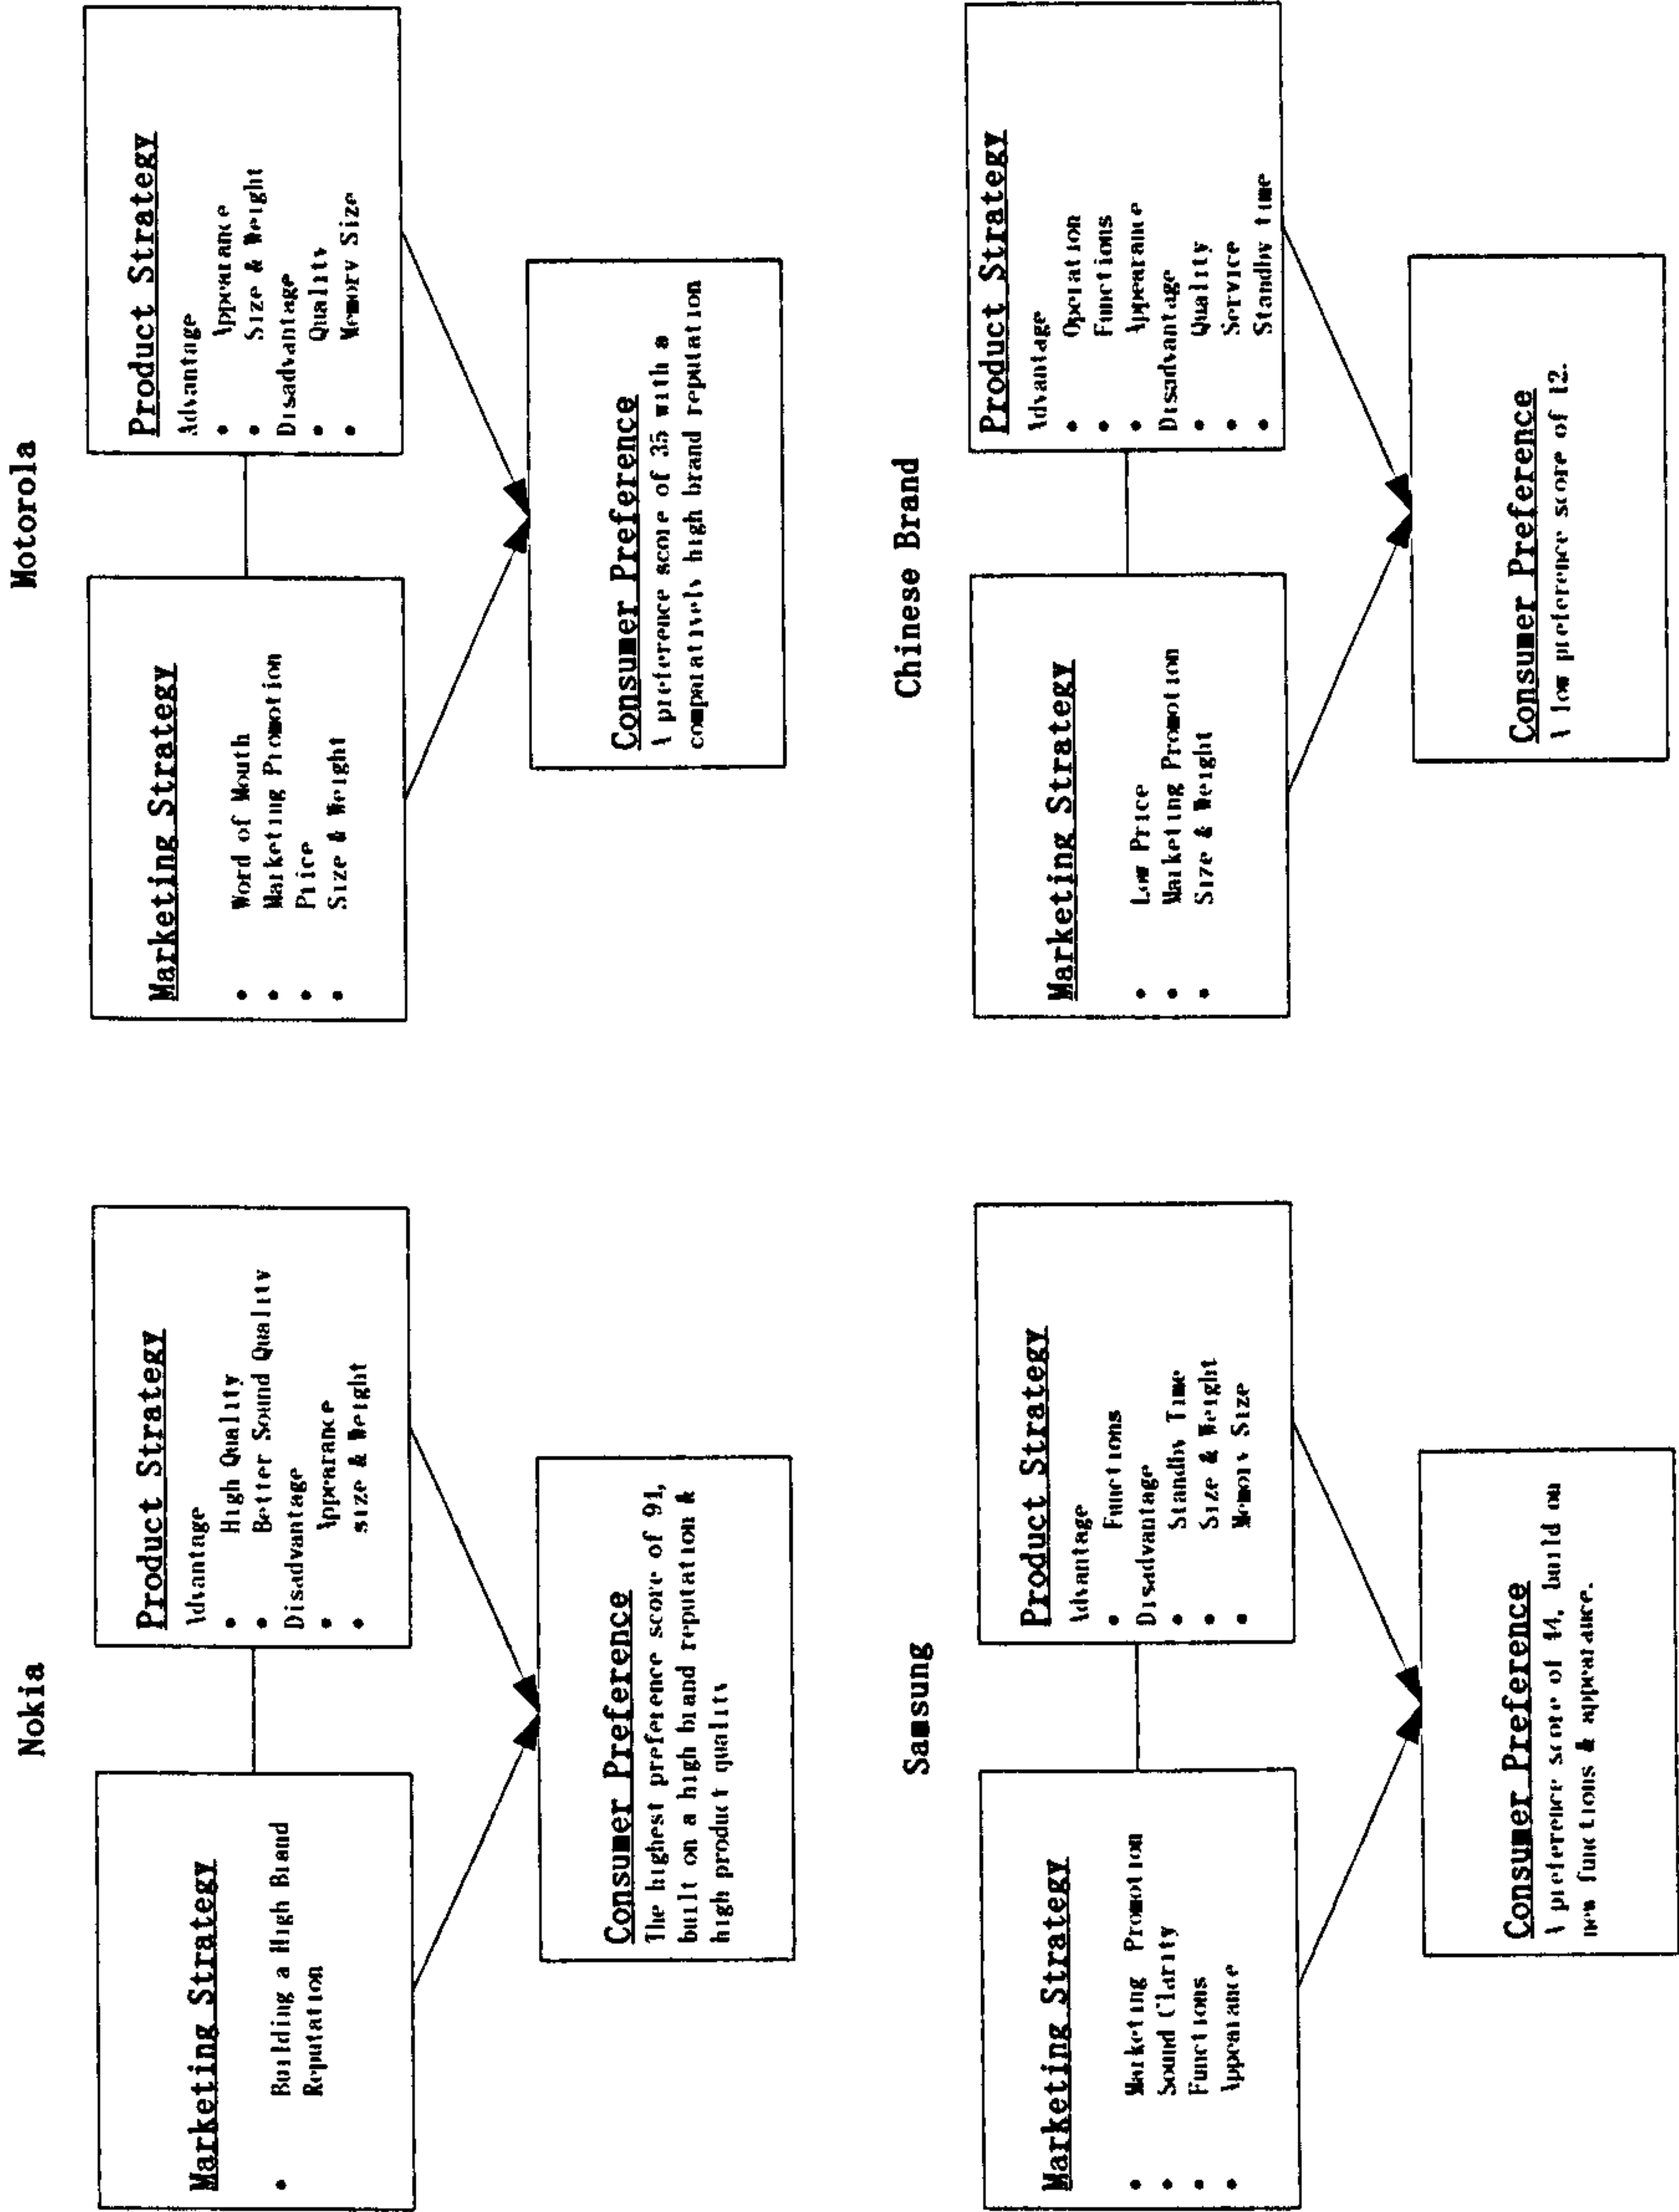 Nokia
Marketing Strategy
• Building a High Brand
Reputation
Product Strategy
Advantage
• High Quality
• Better Sound Quality
Disadvantage
• Appearance
• Size & Weight
Consumer Preference
The highest preference score of 91,
built on a high brand reputation &
high product quality
Motorola
Marketing Strategy
• Word of Mouth
• Marketing Promotion
• Price
• Size & Weight
Product Strategy
Advantage
• Appearance
• Size & Weight
Disadvantage
• Quality
• Memory Size
Consumer Preference
A preference score of 35 with a
comparatively high brand reputation
Samsung
Marketing Strategy
• Marketing Promotion
• Sound Clarity
• Functions
• Appearance
Product Strategy
Advantage
• Functions
Disadvantage
• Standby Time
• Size & Weight
• Memory Size
Consumer Preference
A preference score of 44, build on
new functions & appearance.
Chinese Brand
Marketing Strategy
• Low Price
• Marketing Promotion
• Size & Weight
Product Strategy
Advantage
• Operation
• Functions
• Appearance
Disadvantage
• Quality
• Service
• Standby time
Consumer Preference
A low preference score of 12.